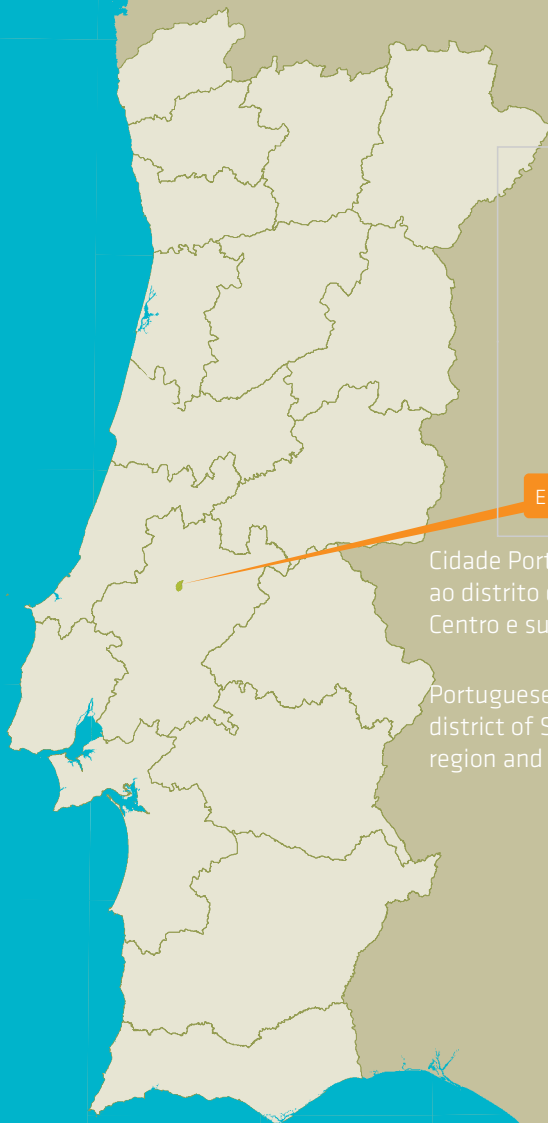 E
Cidade Port
ao distrito
Centro e su
Portuguese
district of S
region and